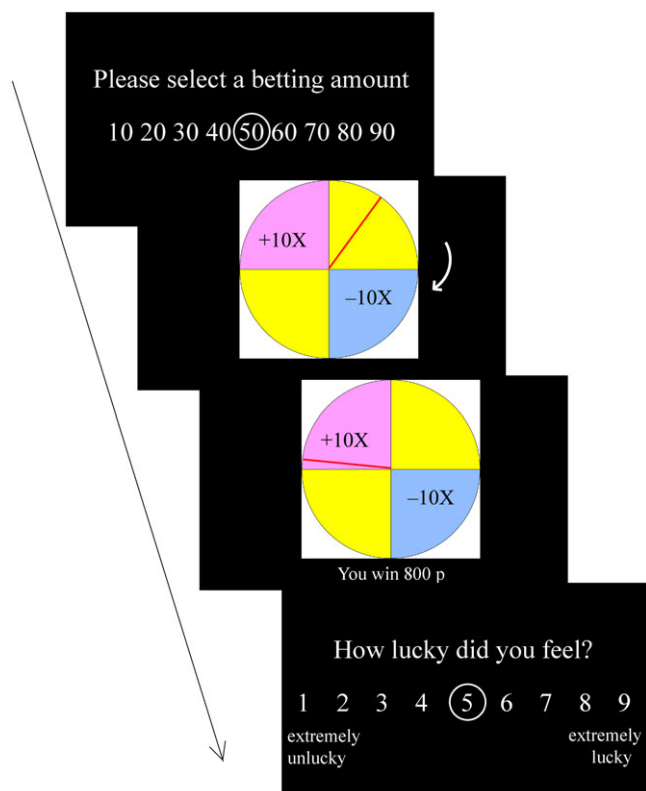 Please select a betting amount
10 20 30 40 50 60 70 80 90
+10X
–10X
+10X
–10X
You win 800 p
How lucky did you feel?
1 2 3 4 5 6 7 8 9
extremely extremely
unlucky lucky